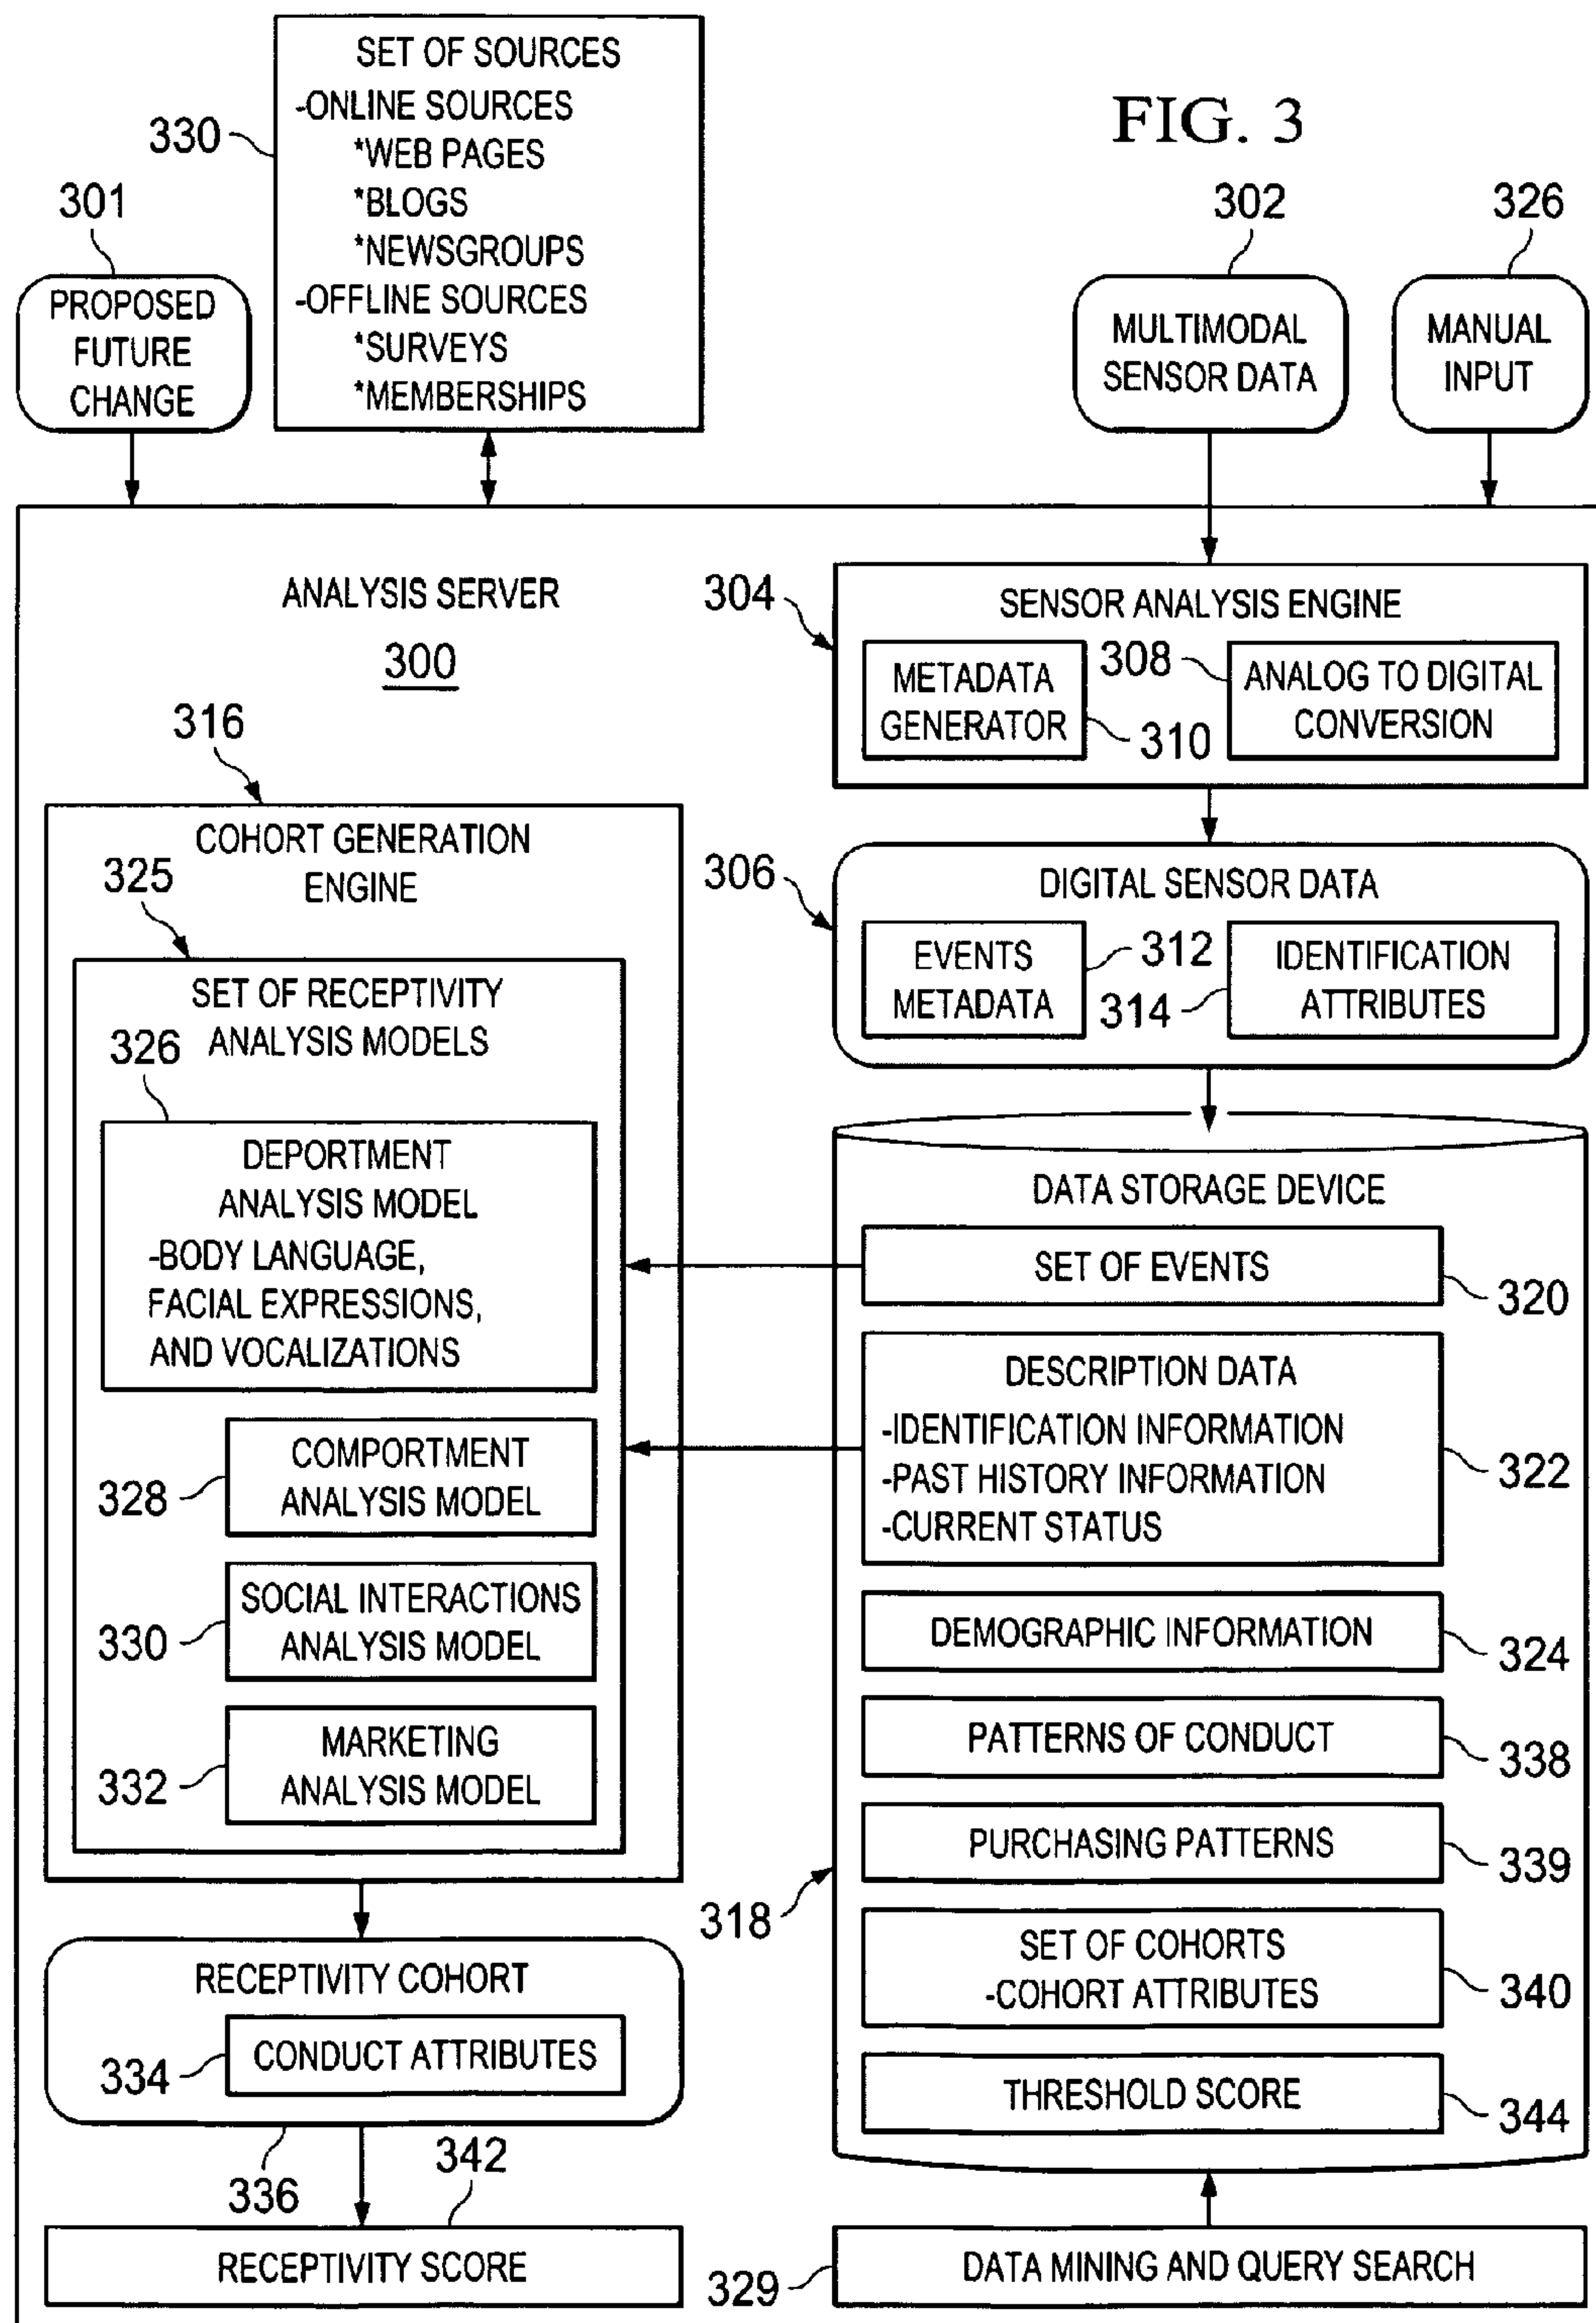 FIG. 3
SET OF SOURCES
-ONLINE SOURCES
*WEB PAGES
*BLOGS
*NEWSGROUPS
-OFFLINE SOURCES
*SURVEYS
*MEMBERSHIPS
330
301
PROPOSED
FUTURE
CHANGE
302
MULTIMODAL
SENSOR DATA
326
MANUAL
INPUT
ANALYSIS SERVER
300
304
SENSOR ANALYSIS ENGINE
METADATA
GENERATOR
310
308
ANALOG TO DIGITAL
CONVERSION
306
DIGITAL SENSOR DATA
EVENTS
METADATA
312
314
IDENTIFICATION
ATTRIBUTES
316
COHORT GENERATION
ENGINE
325
SET OF RECEPTIVITY
ANALYSIS MODELS
326
DEPORTMENT
ANALYSIS MODEL
-BODY LANGUAGE,
FACIAL EXPRESSIONS,
AND VOCALIZATIONS
328
COMPORTMENT
ANALYSIS MODEL
330
SOCIAL INTERACTIONS
ANALYSIS MODEL
332
MARKETING
ANALYSIS MODEL
DATA STORAGE DEVICE
SET OF EVENTS
320
DESCRIPTION DATA
-IDENTIFICATION INFORMATION
-PAST HISTORY INFORMATION
-CURRENT STATUS
322
DEMOGRAPHIC INFORMATION
324
PATTERNS OF CONDUCT
338
PURCHASING PATTERNS
339
318
SET OF COHORTS
-COHORT ATTRIBUTES
340
THRESHOLD SCORE
344
RECEPTIVITY COHORT
334
CONDUCT ATTRIBUTES
336
342
RECEPTIVITY SCORE
329
DATA MINING AND QUERY SEARCH